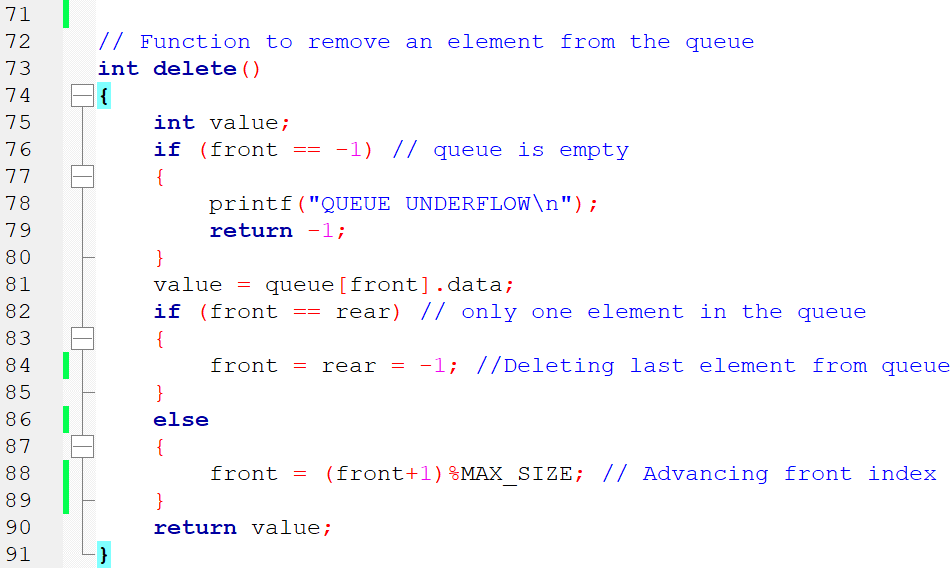 71
72 // Function to remove an element from the queue
73 int delete()
74 {
75     int value;
76     if (front == -1) // queue is empty
77     {
78         printf("QUEUE UNDERFLOW\n");
79         return -1;
80     }
81     value = queue[front].data;
82     if (front == rear) // only one element in the queue
83     {
84         front = rear = -1; //Deleting last element from queue
85     }
86     else
87     {
88         front = (front+1)%MAX_SIZE; // Advancing front index
89     }
90     return value;
91 }